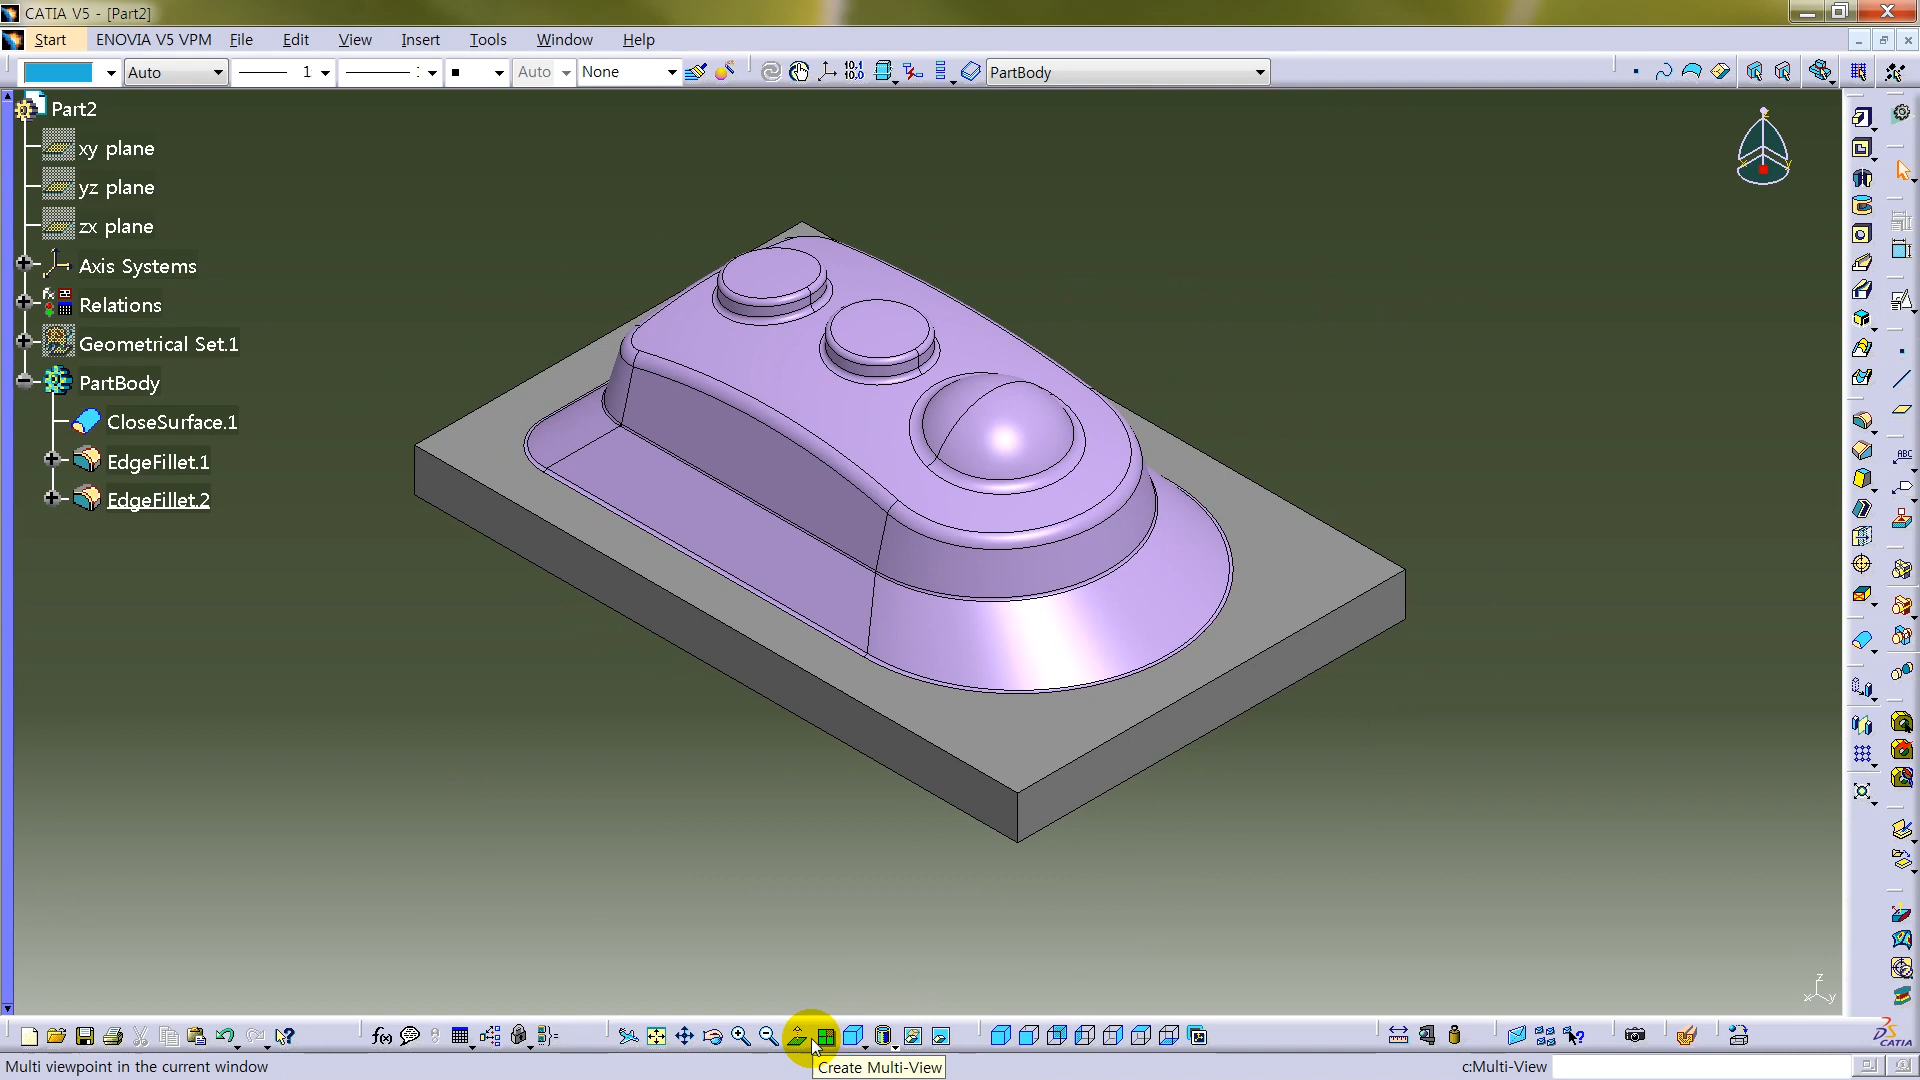 CATIA V5 - [Part2]
Start ENOVIA V5 VPM File Edit View Insert Tools Window Help
Auto 1 Auto None PartBody
Part2
xy plane
yz plane
zx plane
Axis Systems
Relations
Geometrical Set.1
PartBody
CloseSurface.1
EdgeFillet.1
EdgeFillet.2
Create Multi-View
Multi viewpoint in the current window
c:Multi-View
CATIA